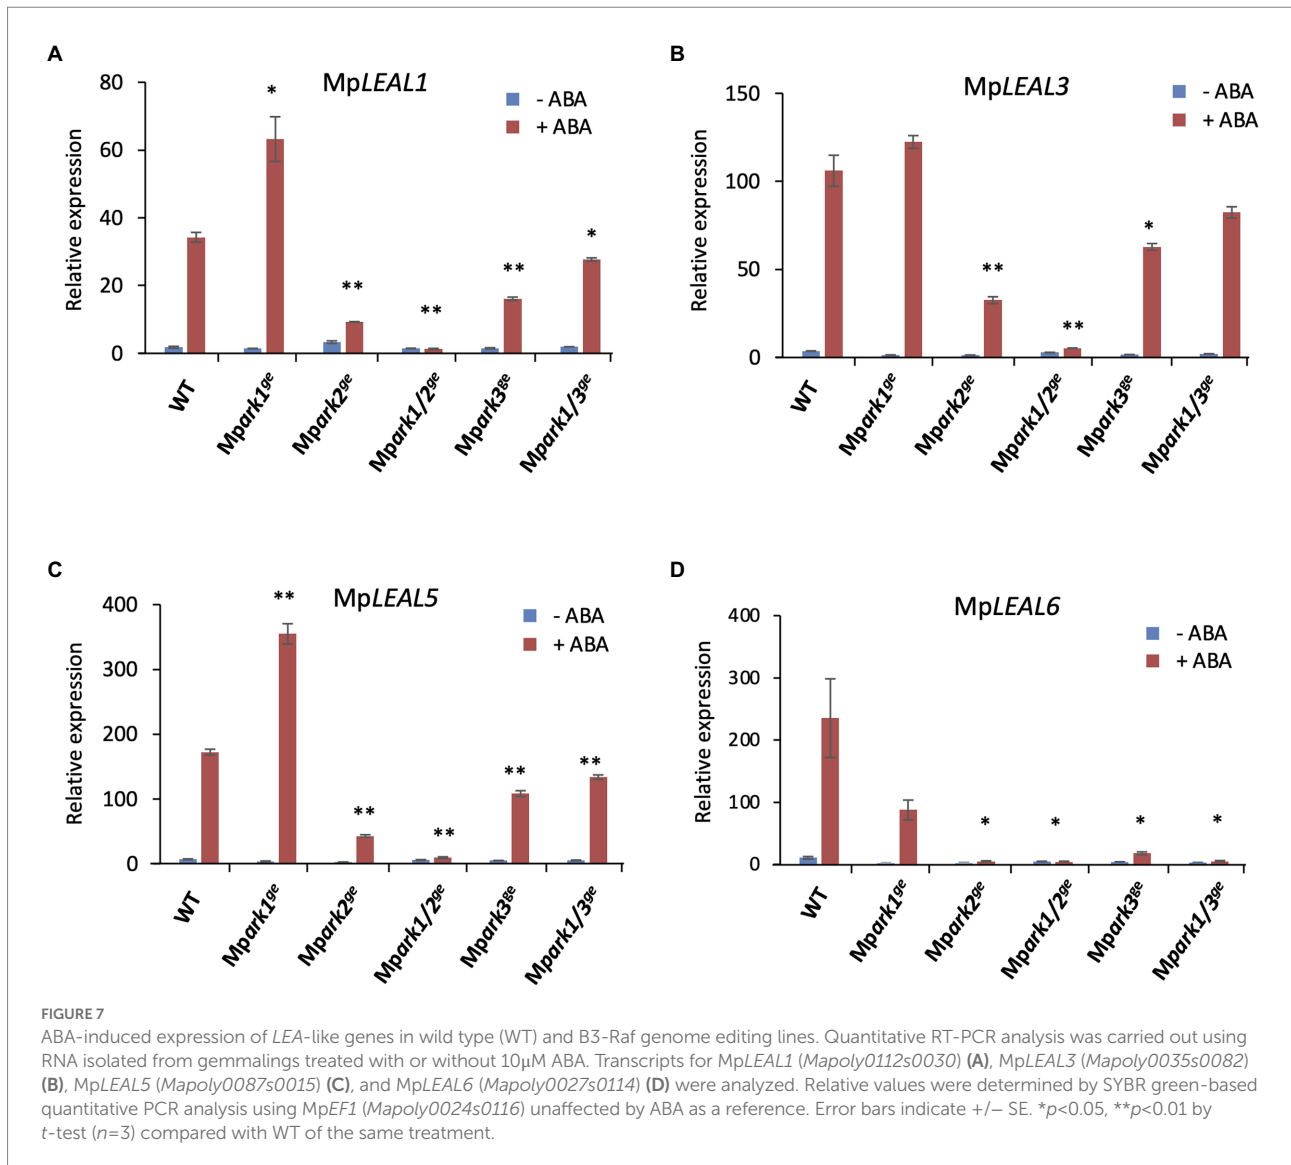 A
MpLEAL1
- ABA
+ ABA
Relative expression
80
60
40
20
0
*
**
**
**
*
WT
Mpark1ge
Mpark2ge
Mpark1/2ge
Mpark3ge
Mpark1/3ge
B
MpLEAL3
- ABA
+ ABA
Relative expression
150
100
50
0
**
**
*
WT
Mpark1ge
Mpark2ge
Mpark1/2ge
Mpark3ge
Mpark1/3ge
C
MpLEAL5
- ABA
+ ABA
Relative expression
400
300
200
100
0
**
**
**
**
**
WT
Mpark1ge
Mpark2ge
Mpark1/2ge
Mpark3ge
Mpark1/3ge
D
MpLEAL6
- ABA
+ ABA
Relative expression
400
300
200
100
0
*
*
*
*
WT
Mpark1ge
Mpark2ge
Mpark1/2ge
Mpark3ge
Mpark1/3ge
FIGURE 7
ABA-induced expression of LEA-like genes in wild type (WT) and B3-Raf genome editing lines. Quantitative RT-PCR analysis was carried out using
RNA isolated from gemmalings treated with or without 10μM ABA. Transcripts for MpLEAL1 (Mapoly0112s0030) (A), MpLEAL3 (Mapoly0035s0082)
(B), MpLEAL5 (Mapoly0087s0015) (C), and MpLEAL6 (Mapoly0027s0114) (D) were analyzed. Relative values were determined by SYBR green-based
quantitative PCR analysis using MpEF1 (Mapoly0024s0116) unaffected by ABA as a reference. Error bars indicate +/− SE. *p<0.05, **p<0.01 by
t-test (n=3) compared with WT of the same treatment.